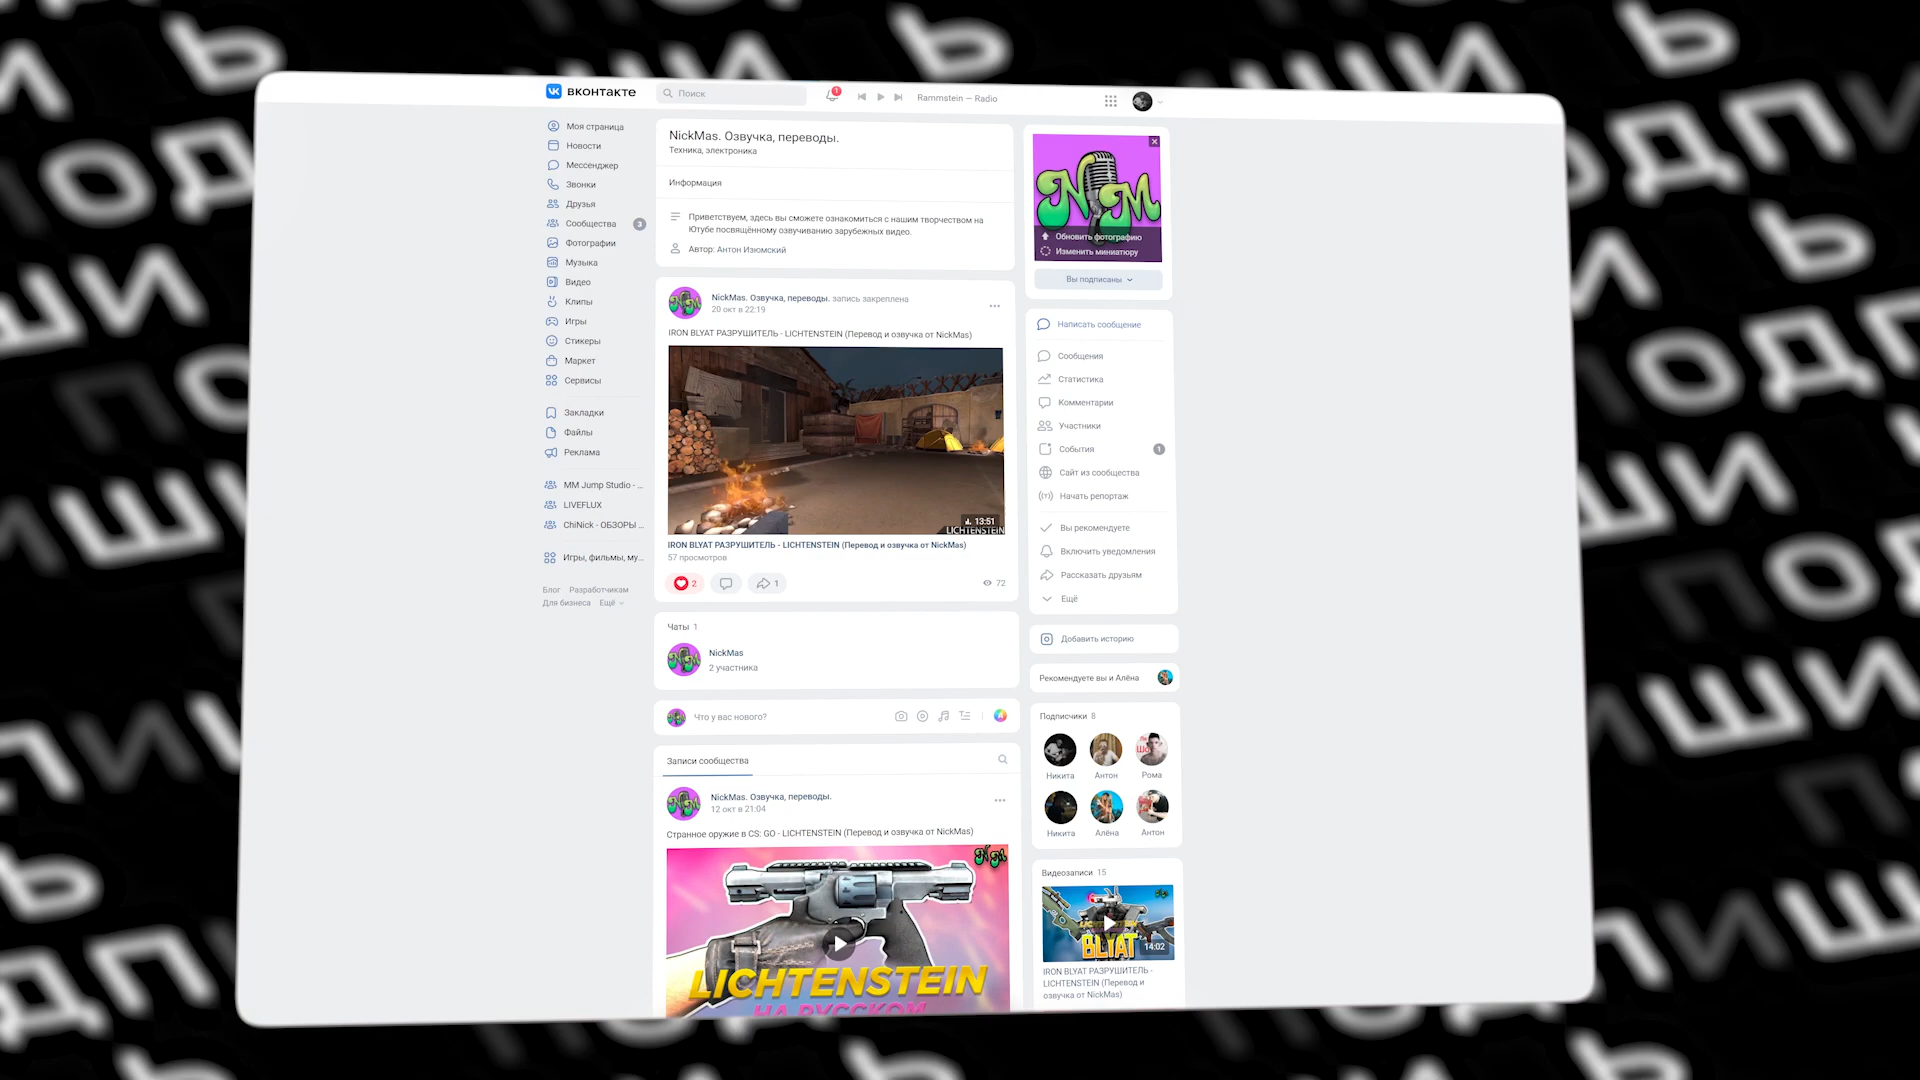 ВКОНТАКТЕ
Поиск
1
Rammstein — Radio
Моя страница
Новости
Мессенджер
Звонки
Друзья
Сообщества 3
Фотографии
Музыка
Видео
Клипы
Игры
Стикеры
Маркет
Сервисы
Закладки
Файлы
Реклама
MM Jump Studio - ...
LIVEFLUX
ChiNick - ОБЗОРЫ ...
Игры, фильмы, му...
Блог Разработчикам
Для бизнеса Ещё
NickMas. Озвучка, переводы.
Техника, электроника
Информация
Приветствуем, здесь вы сможете ознакомиться с нашим творчеством на
Ютубе посвящённому озвучиванию зарубежных видео.
Автор: Антон Изюмский
NickMas. Озвучка, переводы. запись закреплена
20 окт в 22:19
IRON BLYAT РАЗРУШИТЕЛЬ - LICHTENSTEIN (Перевод и озвучка от NickMas)
13:51
LICHTENSTEIN
IRON BLYAT РАЗРУШИТЕЛЬ - LICHTENSTEIN (Перевод и озвучка от NickMas)
57 просмотров
2
1
72
Чаты 1
NickMas
2 участника
Что у вас нового?
Записи сообщества
NickMas. Озвучка, переводы.
12 окт в 21:04
Странное оружие в CS: GO - LICHTENSTEIN (Перевод и озвучка от NickMas)
NM
LICHTENSTEIN
НА РУССКОМ
NM
Обновить фотографию
Изменить миниатюру
Вы подписаны
Написать сообщение
Сообщения
Статистика
Комментарии
Участники
События 1
Сайт из сообщества
Начать репортаж
Вы рекомендуете
Включить уведомления
Рассказать друзьям
Ещё
Добавить историю
Рекомендуете вы и Алёна
Подписчики 8
Никита Антон Рома
Никита Алёна Антон
Видеозаписи 15
LICHTENSTEIN
BLYAT
14:02
IRON BLYAT РАЗРУШИТЕЛЬ -
LICHTENSTEIN (Перевод и
озвучка от NickMas)